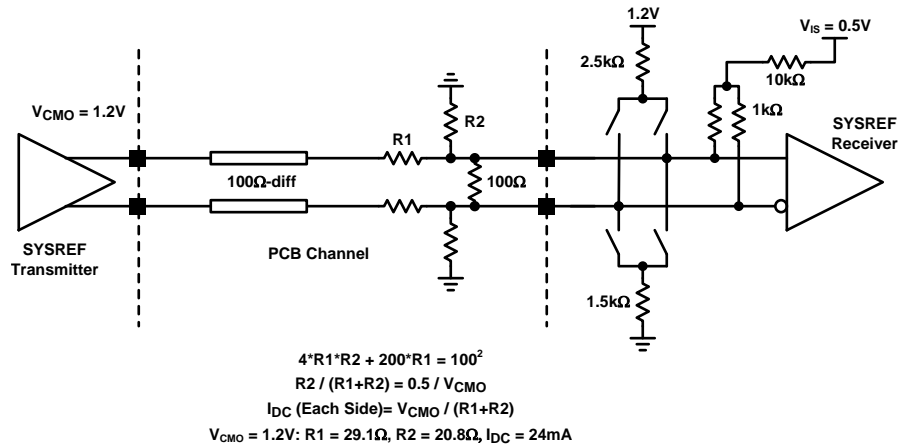 1.2V
V_IS = 0.5V
2.5kΩ
10kΩ
V_CMO = 1.2V
R2
1kΩ
SYSREF
Receiver
R1
100Ω-diff
100Ω
SYSREF
Transmitter
PCB Channel
1.5kΩ
4*R1*R2 + 200*R1 = 100²
R2 / (R1+R2) = 0.5 / V_CMO
I_DC (Each Side)= V_CMO / (R1+R2)
V_CMO = 1.2V: R1 = 29.1Ω, R2 = 20.8Ω, I_DC = 24mA